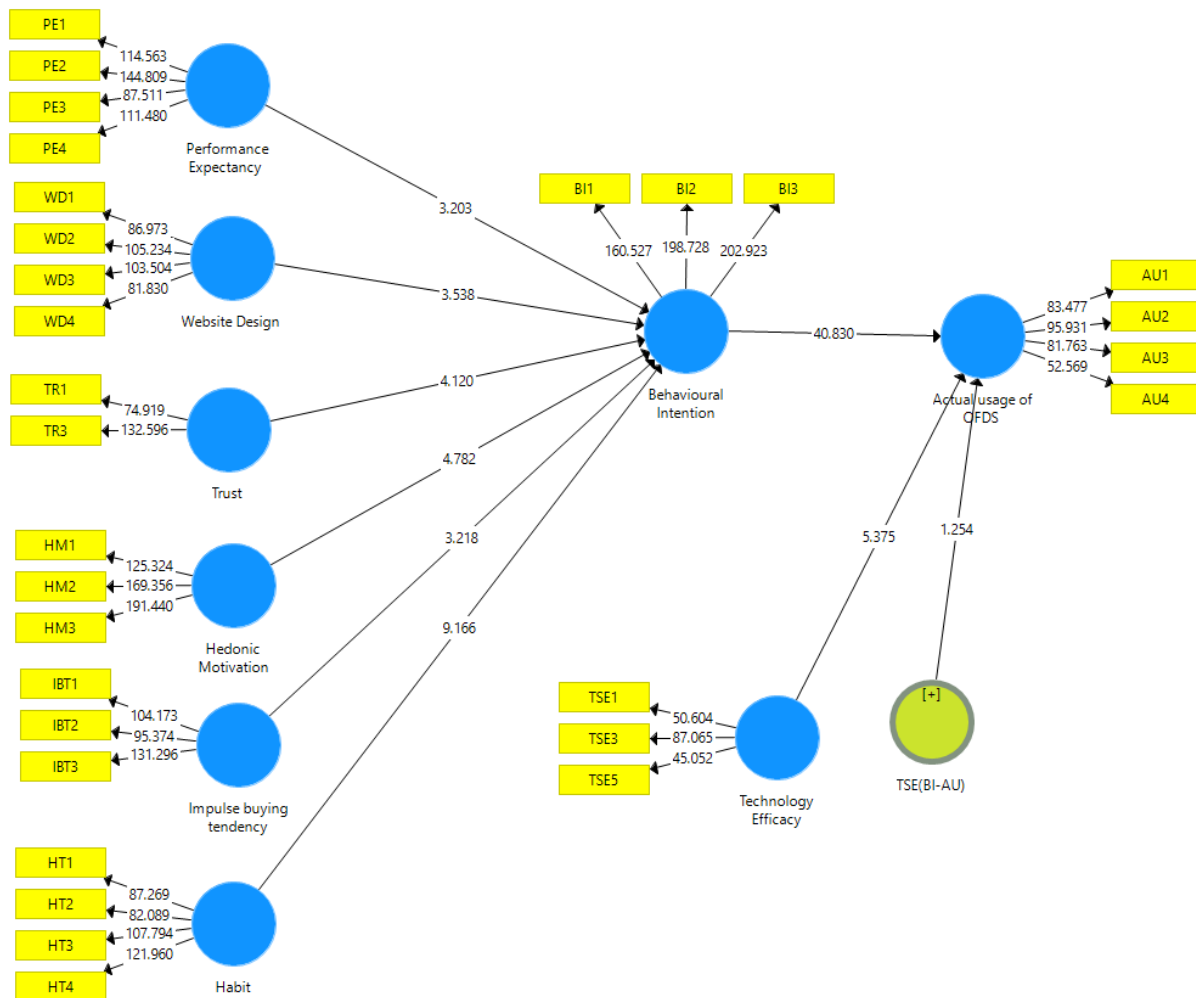 PE1
114.563
PE2
144.809
PE3
87.511
PE4
111.480
Performance
Expectancy
3.203
WD1
86.973
WD2
105.234
WD3
103.504
WD4
81.830
Website Design
3.538
TR1
74.919
TR3
132.596
Trust
4.120
HM1
125.324
HM2
169.356
HM3
191.440
Hedonic
Motivation
4.782
IBT1
104.173
IBT2
95.374
IBT3
131.296
Impulse buying
tendency
3.218
HT1
87.269
HT2
82.089
HT3
107.794
HT4
121.960
Habit
9.166
BI1
BI2
BI3
160.527
198.728
202.923
Behavioural
Intention
40.830
AU1
83.477
AU2
95.931
AU3
81.763
AU4
52.569
Actual usage of
OFDS
5.375
1.254
TSE1
50.604
TSE3
87.065
TSE5
45.052
Technology
Efficacy
[+]
TSE(BI-AU)